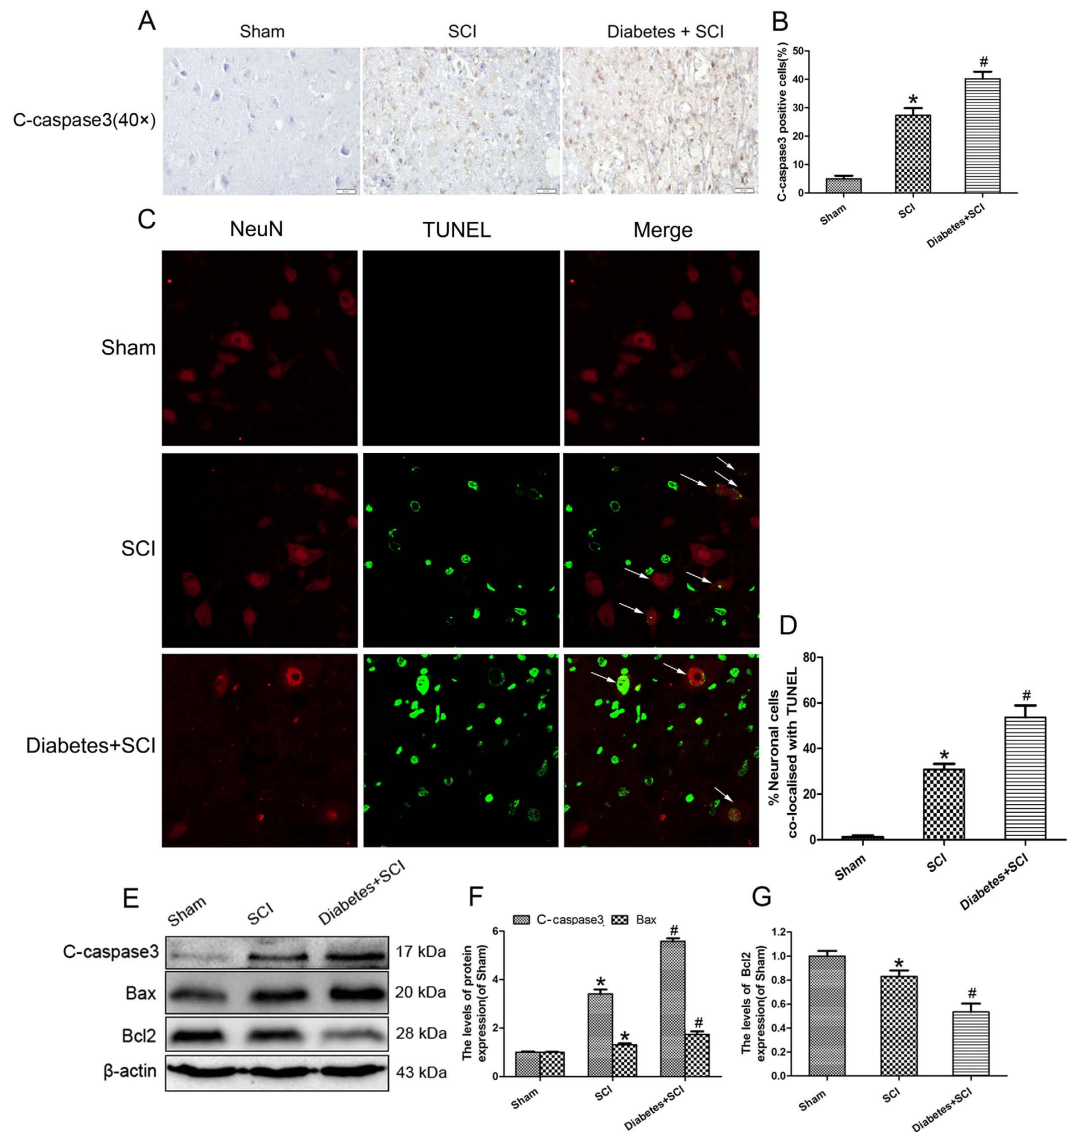 A
Sham
SCI
Diabetes + SCI
C-caspase3(40×)
B
C-caspase3 positive cells(%)
50
40
30
20
10
0
*
#
Sham
SCI
Diabetes+SCI
C
NeuN
TUNEL
Merge
Sham
SCI
Diabetes+SCI
D
% Neuronal cells
co-localised with TUNEL
80
60
40
20
0
*
#
Sham
SCI
Diabetes+SCI
E
Sham
SCI
Diabetes+SCI
C-caspase3
17 kDa
Bax
20 kDa
Bcl2
28 kDa
β-actin
43 kDa
F
C-caspase3
Bax
The levels of protein
expression(of Sham)
6
4
2
0
*
*
#
#
Sham
SCI
Diabetes+SCI
G
The levels of Bcl2
expression(of Sham)
1.2
1.0
0.8
0.6
0.4
0.2
0.0
*
#
Sham
SCI
Diabetes+SCI